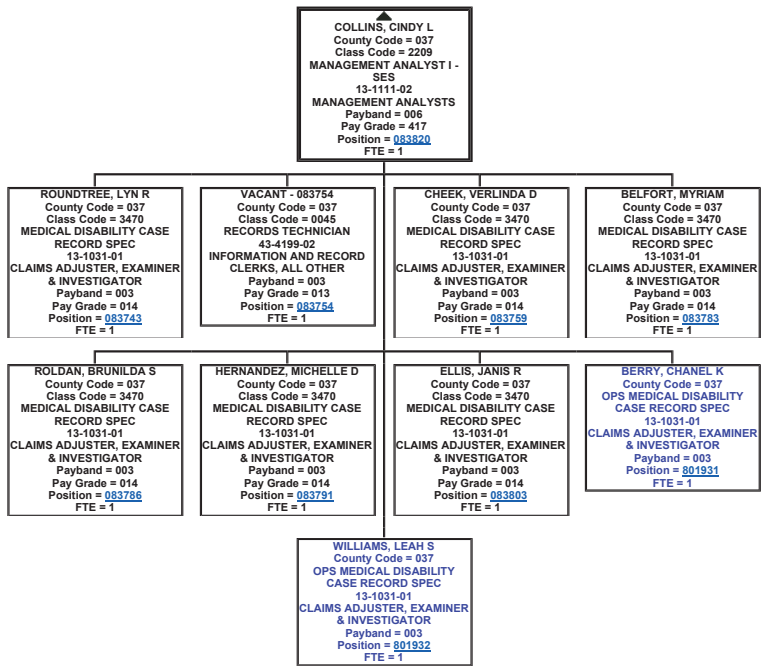 COLLINS, CINDY L
County Code = 037
Class Code = 2209
MANAGEMENT ANALYST I -
SES
13-1111-02
MANAGEMENT ANALYSTS
Payband = 006
Pay Grade = 417
Position = 083820
FTE = 1
ROUNDTREE, LYN R
County Code = 037
Class Code = 3470
MEDICAL DISABILITY CASE
RECORD SPEC
13-1031-01
CLAIMS ADJUSTER, EXAMINER
& INVESTIGATOR
Payband = 003
Pay Grade = 014
Position = 083743
FTE = 1
VACANT - 083754
County Code = 037
Class Code = 0045
RECORDS TECHNICIAN
43-4199-02
INFORMATION AND RECORD
CLERKS, ALL OTHER
Payband = 003
Pay Grade = 013
Position = 083754
FTE = 1
CHEEK, VERLINDA D
County Code = 037
Class Code = 3470
MEDICAL DISABILITY CASE
RECORD SPEC
13-1031-01
CLAIMS ADJUSTER, EXAMINER
& INVESTIGATOR
Payband = 003
Pay Grade = 014
Position = 083759
FTE = 1
BELFORT, MYRIAM
County Code = 037
Class Code = 3470
MEDICAL DISABILITY CASE
RECORD SPEC
13-1031-01
CLAIMS ADJUSTER, EXAMINER
& INVESTIGATOR
Payband = 003
Pay Grade = 014
Position = 083783
FTE = 1
ROLDAN, BRUNILDA S
County Code = 037
Class Code = 3470
MEDICAL DISABILITY CASE
RECORD SPEC
13-1031-01
CLAIMS ADJUSTER, EXAMINER
& INVESTIGATOR
Payband = 003
Pay Grade = 014
Position = 083786
FTE = 1
HERNANDEZ, MICHELLE D
County Code = 037
Class Code = 3470
MEDICAL DISABILITY CASE
RECORD SPEC
13-1031-01
CLAIMS ADJUSTER, EXAMINER
& INVESTIGATOR
Payband = 003
Pay Grade = 014
Position = 083791
FTE = 1
ELLIS, JANIS R
County Code = 037
Class Code = 3470
MEDICAL DISABILITY CASE
RECORD SPEC
13-1031-01
CLAIMS ADJUSTER, EXAMINER
& INVESTIGATOR
Payband = 003
Pay Grade = 014
Position = 083803
FTE = 1
BERRY, CHANEL K
County Code = 037
OPS MEDICAL DISABILITY
CASE RECORD SPEC
13-1031-01
CLAIMS ADJUSTER, EXAMINER
& INVESTIGATOR
Payband = 003
Position = 801931
FTE = 1
WILLIAMS, LEAH S
County Code = 037
OPS MEDICAL DISABILITY
CASE RECORD SPEC
13-1031-01
CLAIMS ADJUSTER, EXAMINER
& INVESTIGATOR
Payband = 003
Position = 801932
FTE = 1